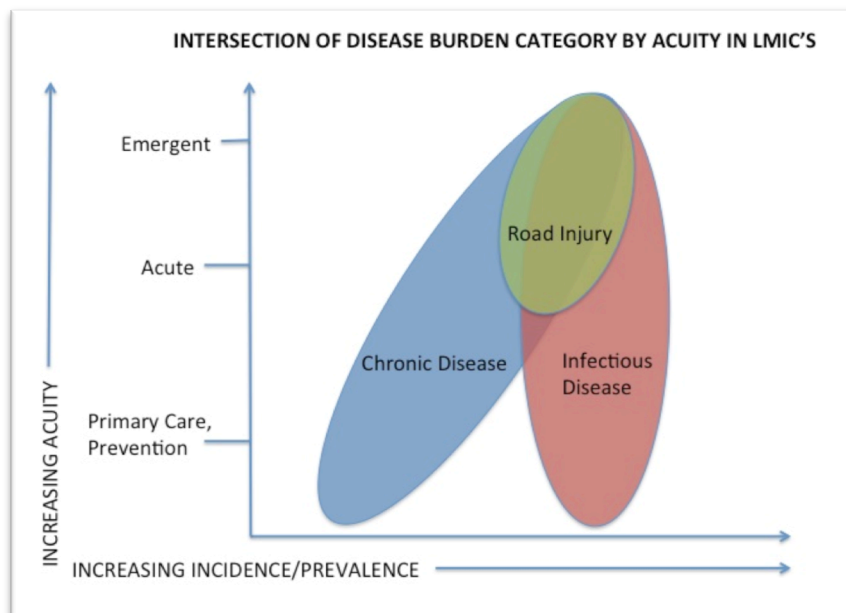 INTERSECTION OF DISEASE BURDEN CATEGORY BY ACUITY IN LMIC'S
Emergent
Road Injury
Acute
Chronic Disease
Infectious
Disease
Primary Care,
Prevention
INCREASING ACUITY
INCREASING INCIDENCE/PREVALENCE